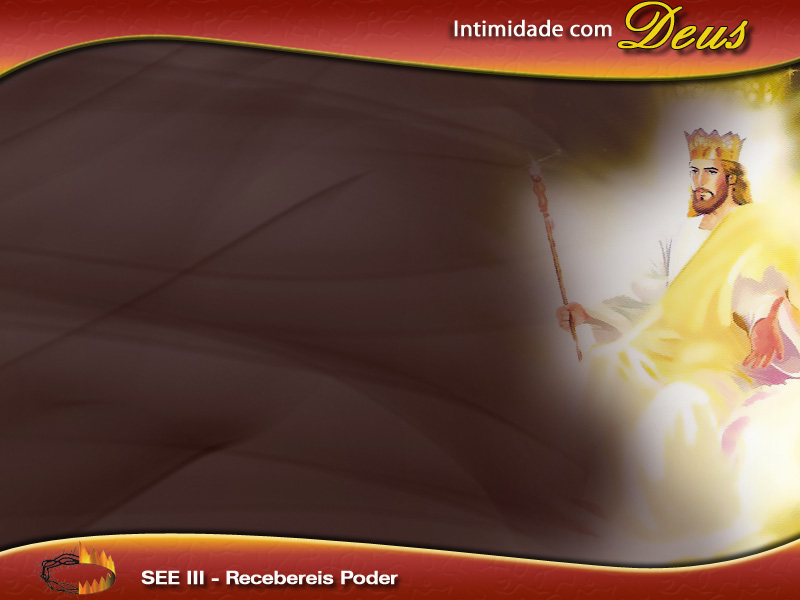 Intimidade com Deus
SEE III - Recebereis Poder